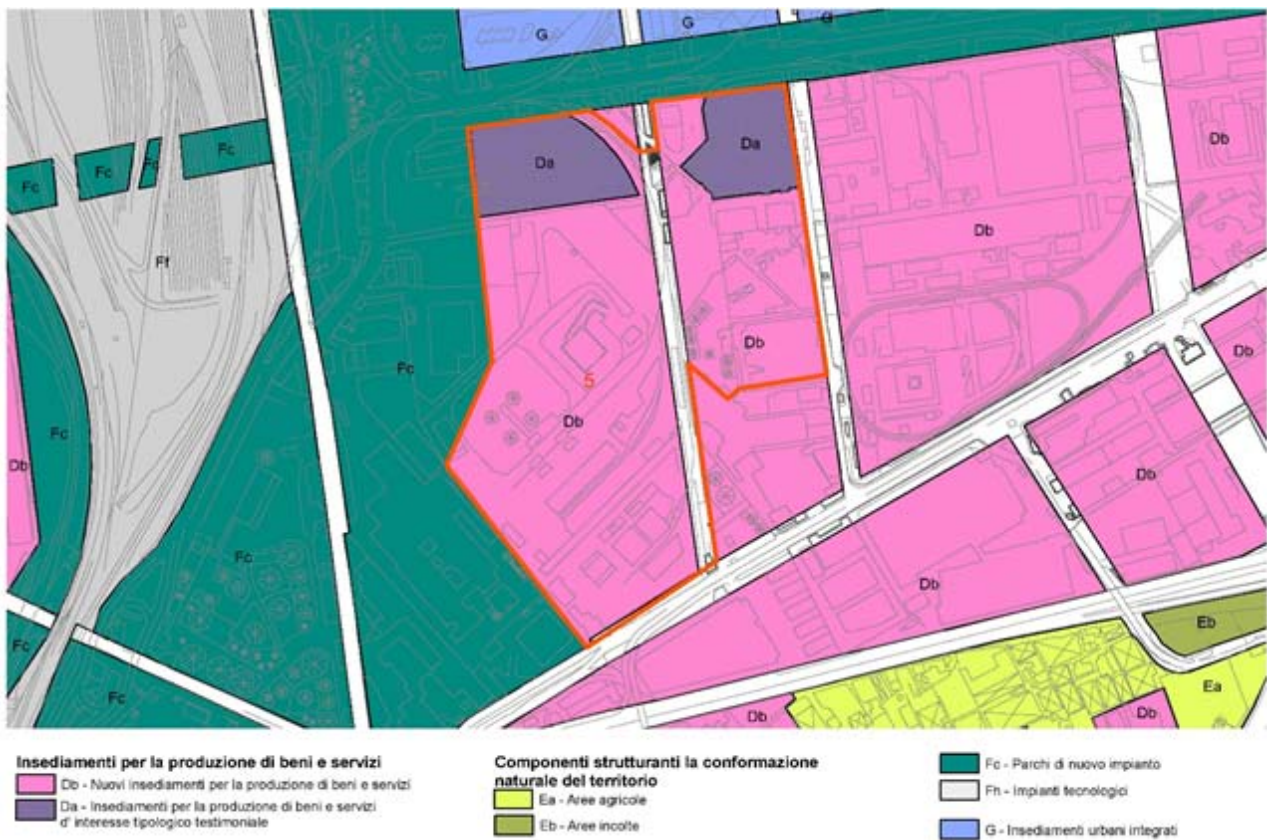 G
G
G
Fc
Fc
Fc
Fc
Da
Da
Db
Ff
Db
Fc
Db
Db
5
Fc
Db
Db
Db
Fc
Db
Eb
Fc
Ea
Fc
Db
Db
Insediamenti per la produzione di beni e servizi
Db - Nuovi insediamenti per la produzione di beni e servizi
Da - Insediamenti per la produzione di beni e servizi
d' interesse tipologico testimoniale
Componenti strutturanti la conformazione
naturale del territorio
Ea - Aree agricole
Eb - Aree incolte
Fc - Parchi di nuovo impianto
Fh - Impianti tecnologici
G - Insediamenti urbani integrati